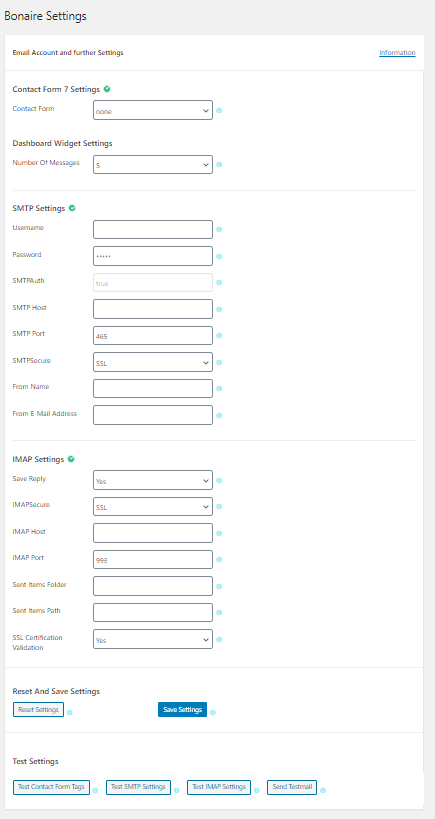 Bonaire Settings
Email Account and further Settings
Information
Contact Form 7 Settings
Contact Form
none
Dashboard Widget Settings
Number Of Messages
5
SMTP Settings
Username
Password
*****
SMTPAuth
true
SMTP Host
SMTP Port
465
SMTPSecure
SSL
From Name
From E-Mail Address
IMAP Settings
Save Reply
Yes
IMAPSecure
SSL
IMAP Host
IMAP Port
993
Sent Items Folder
Sent Items Path
SSL Certification
Validation
Yes
Reset And Save Settings
Reset Settings
Save Settings
Test Settings
Test Contact Form Tags
Test SMTP Settings
Test IMAP Settings
Send Testmail